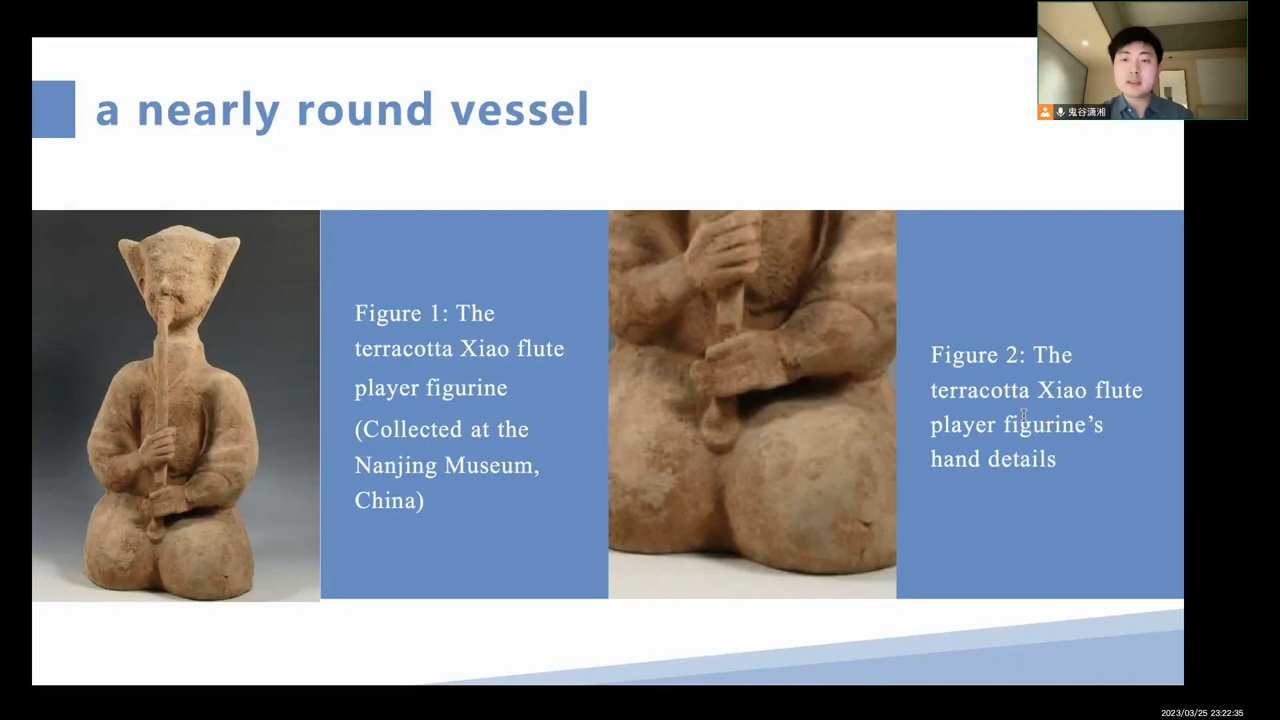 a nearly round vessel
鬼谷潇湘
Figure 1: The
terracotta Xiao flute
player figurine
(Collected at the
Nanjing Museum,
China)
Figure 2: The
terracotta Xiao flute
player figurine’s
hand details
2023/03/25 23:22:35